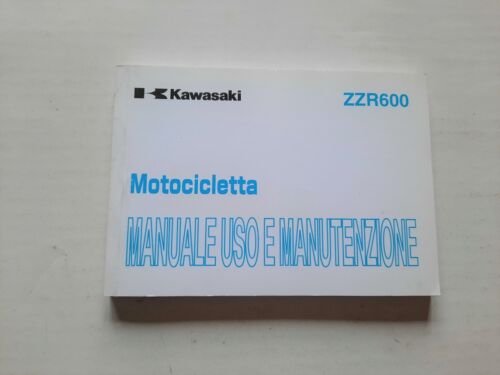 Kawasaki
ZZR600
Motocicletta
MANUALE USO E MANUTENZIONE